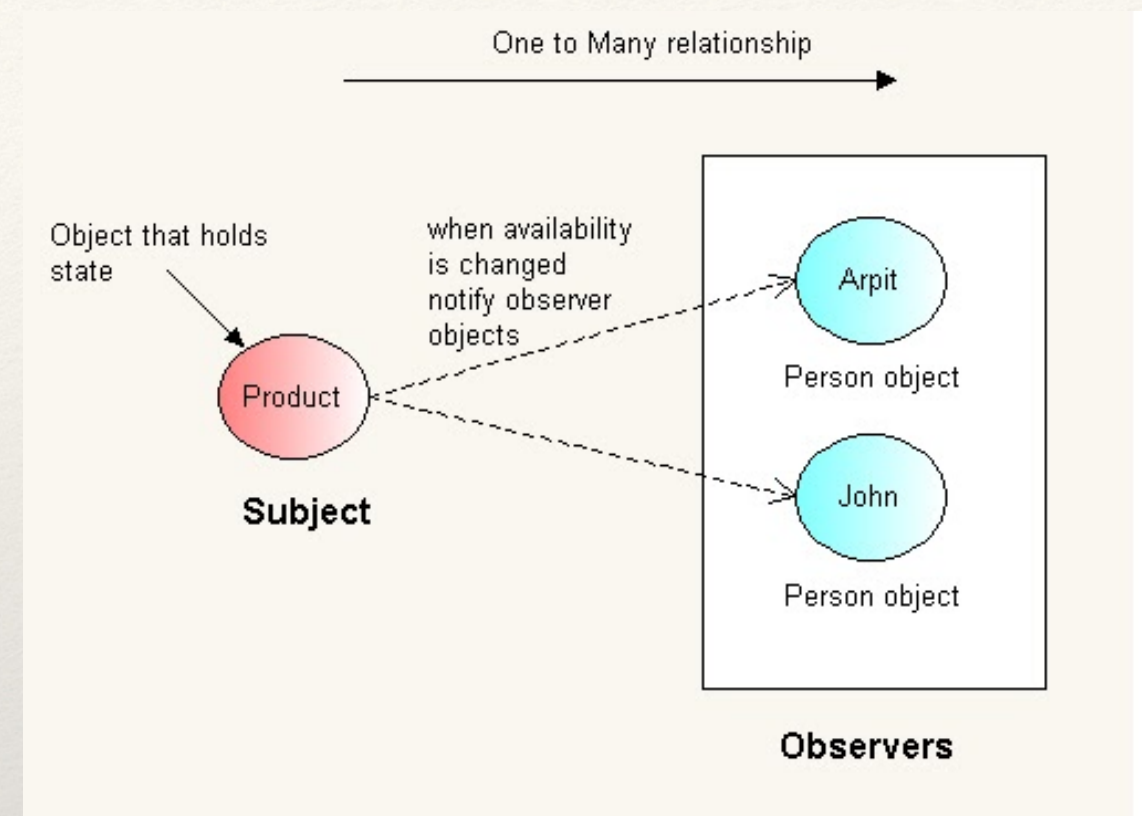 One to Many relationship
Object that holds
state
when availability
is changed
notify observer
objects
Product
Subject
Arpit
Person object
John
Person object
Observers